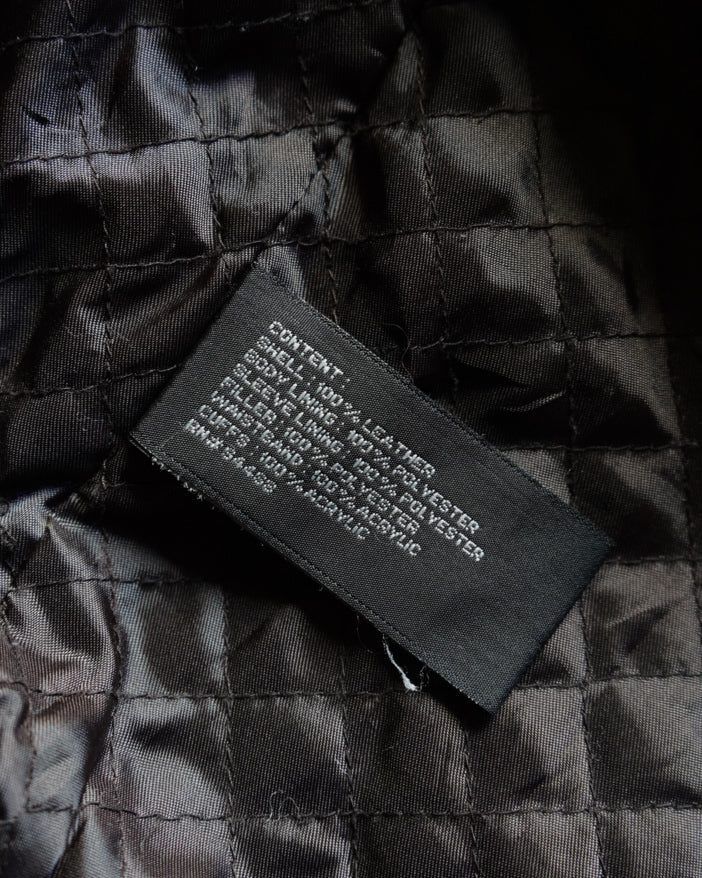 CONTENT:
SHELL: 100% LEATHER
BODY LINING: 100% POLYESTER
SLEEVE LINING: 100% POLYESTER
FILLER: 100% POLYESTER
WAISTBAND: 100% ACRYLIC
CUFFS: 100% ACRYLIC
RN#